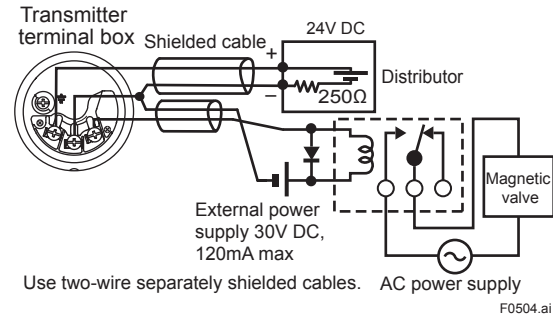 Transmitter
terminal box
Shielded cable
24V DC
+
−
250Ω
Distributor
External power
supply 30V DC,
120mA max
Magnetic
valve
Use two-wire separately shielded cables.
AC power supply
F0504.ai